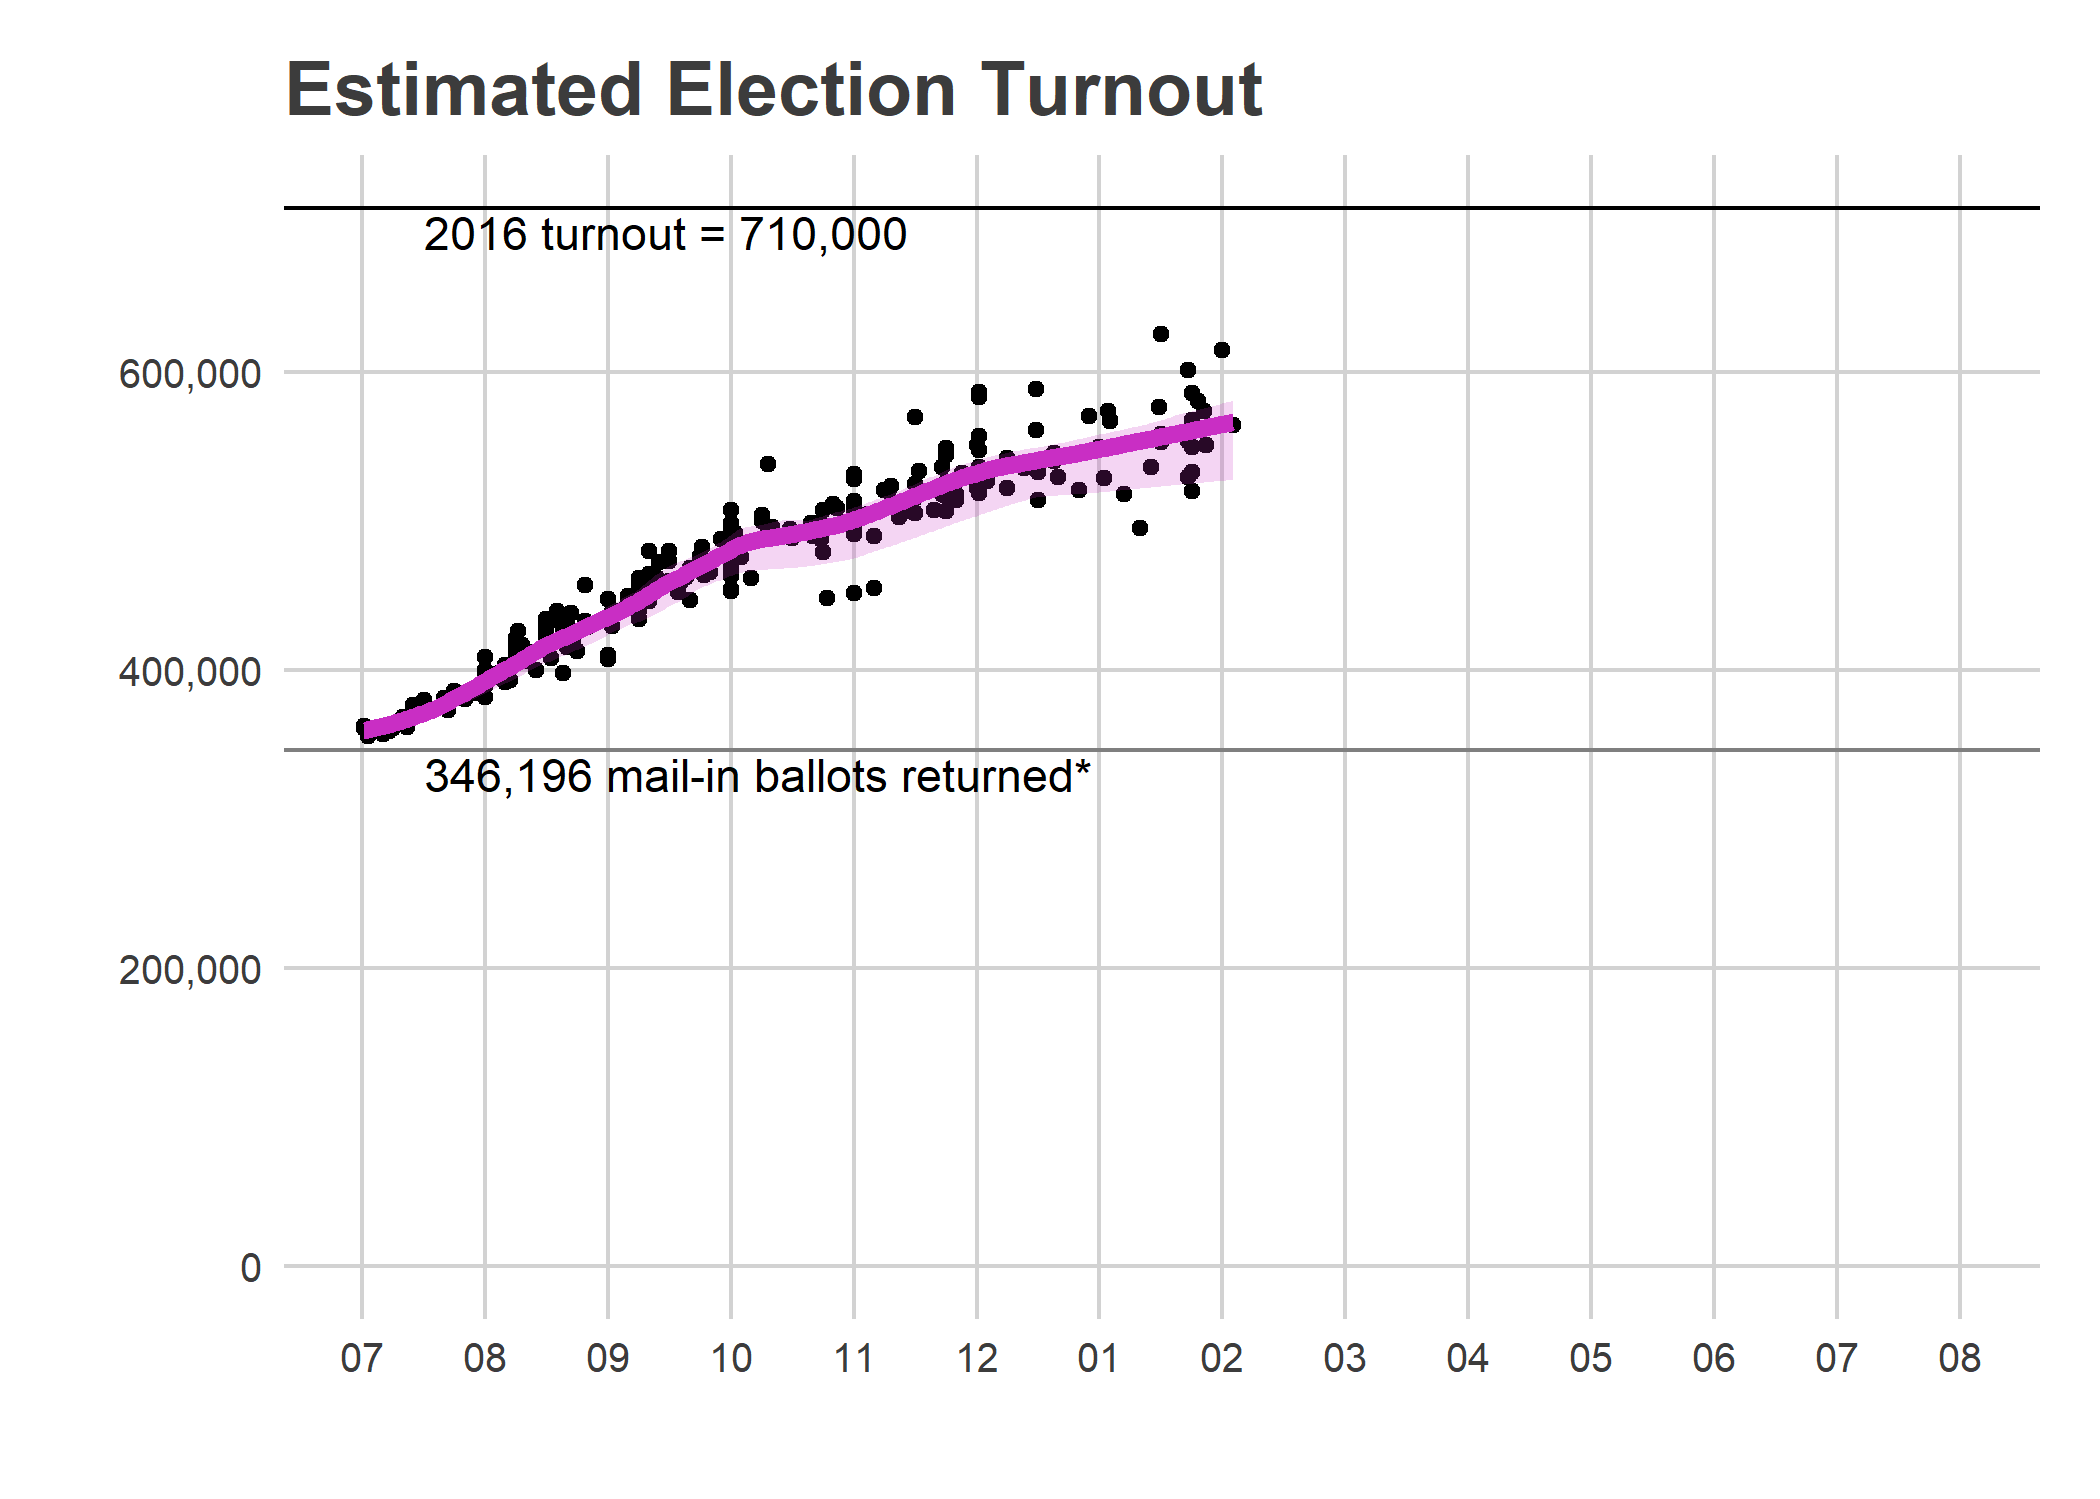 Estimated Election Turnout
2016 turnout = 710,000
600,000
400,000
346,196 mail-in ballots returned*
200,000
0
07 08 09 10 11 12 01 02 03 04 05 06 07 08